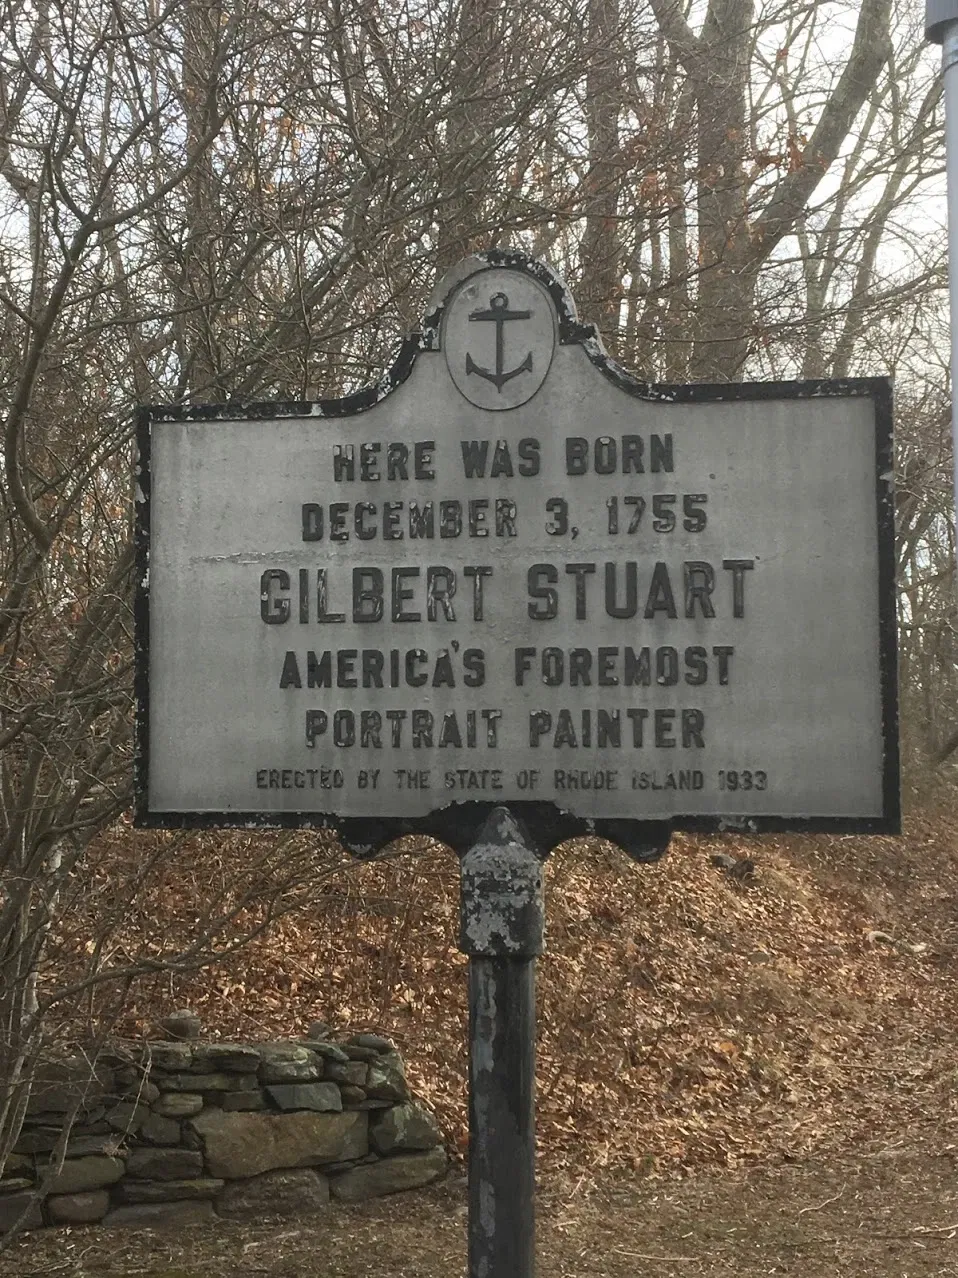 HERE WAS BORN
DECEMBER 3, 1755
GILBERT STUART
AMERICA'S FOREMOST
PORTRAIT PAINTER
ERECTED BY THE STATE OF RHODE ISLAND 1933